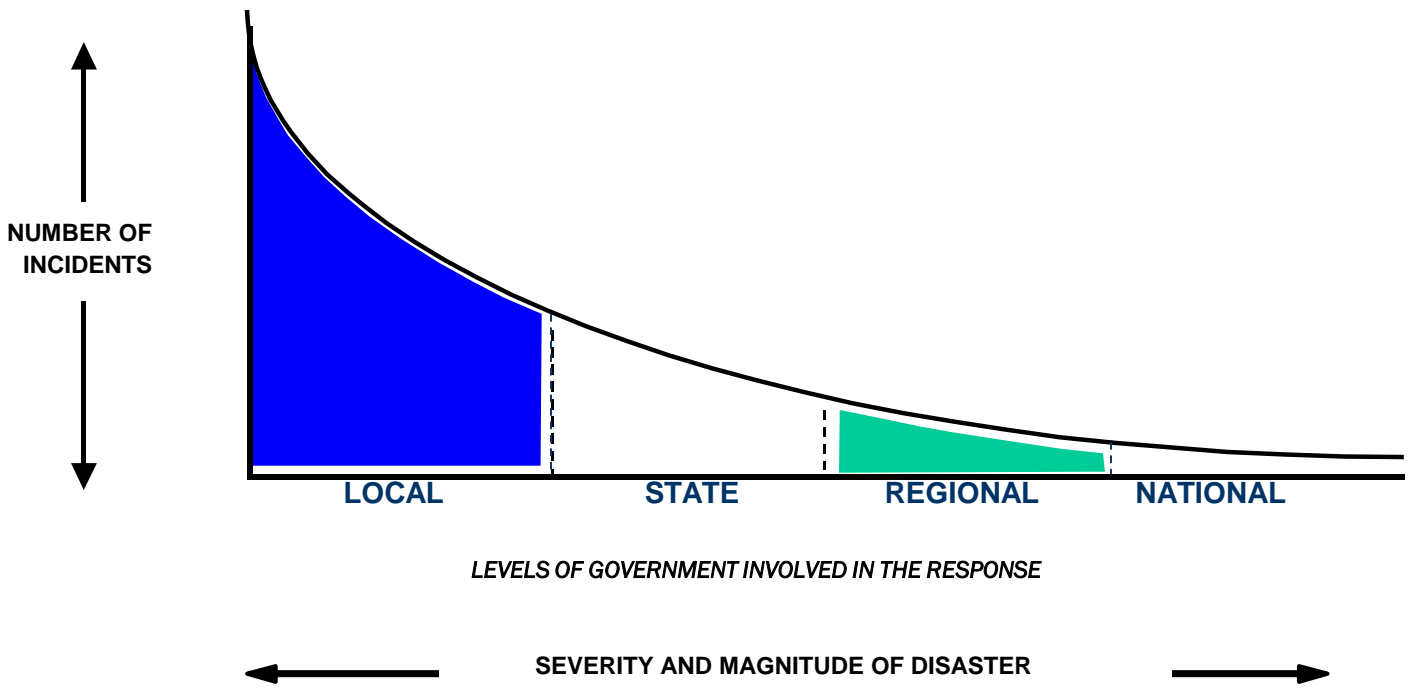 NUMBER OF
INCIDENTS
LOCAL STATE REGIONAL NATIONAL
LEVELS OF GOVERNMENT INVOLVED IN THE RESPONSE
SEVERITY AND MAGNITUDE OF DISASTER